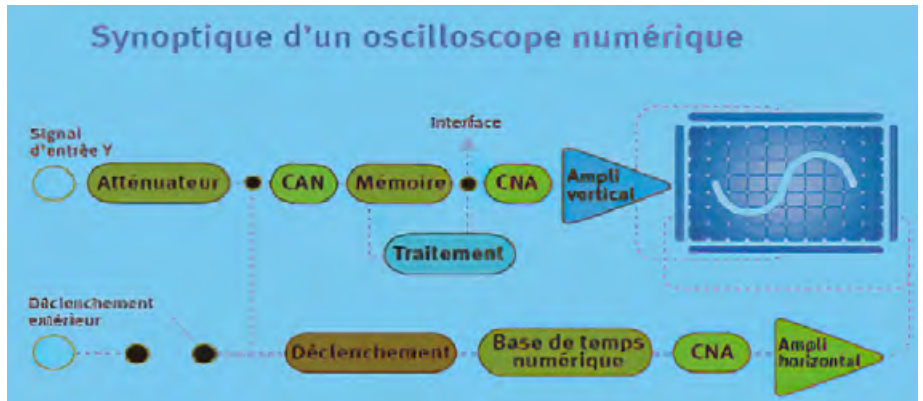 Synoptique d'un oscilloscope numérique
Signal
d'entrée Y
Interface
Atténuateur
CAN
Mémoire
CNA
Ampli
vertical
Traitement
Déclenchement
extérieur
Déclenchement
Base de temps
numérique
CNA
Ampli
horizontal